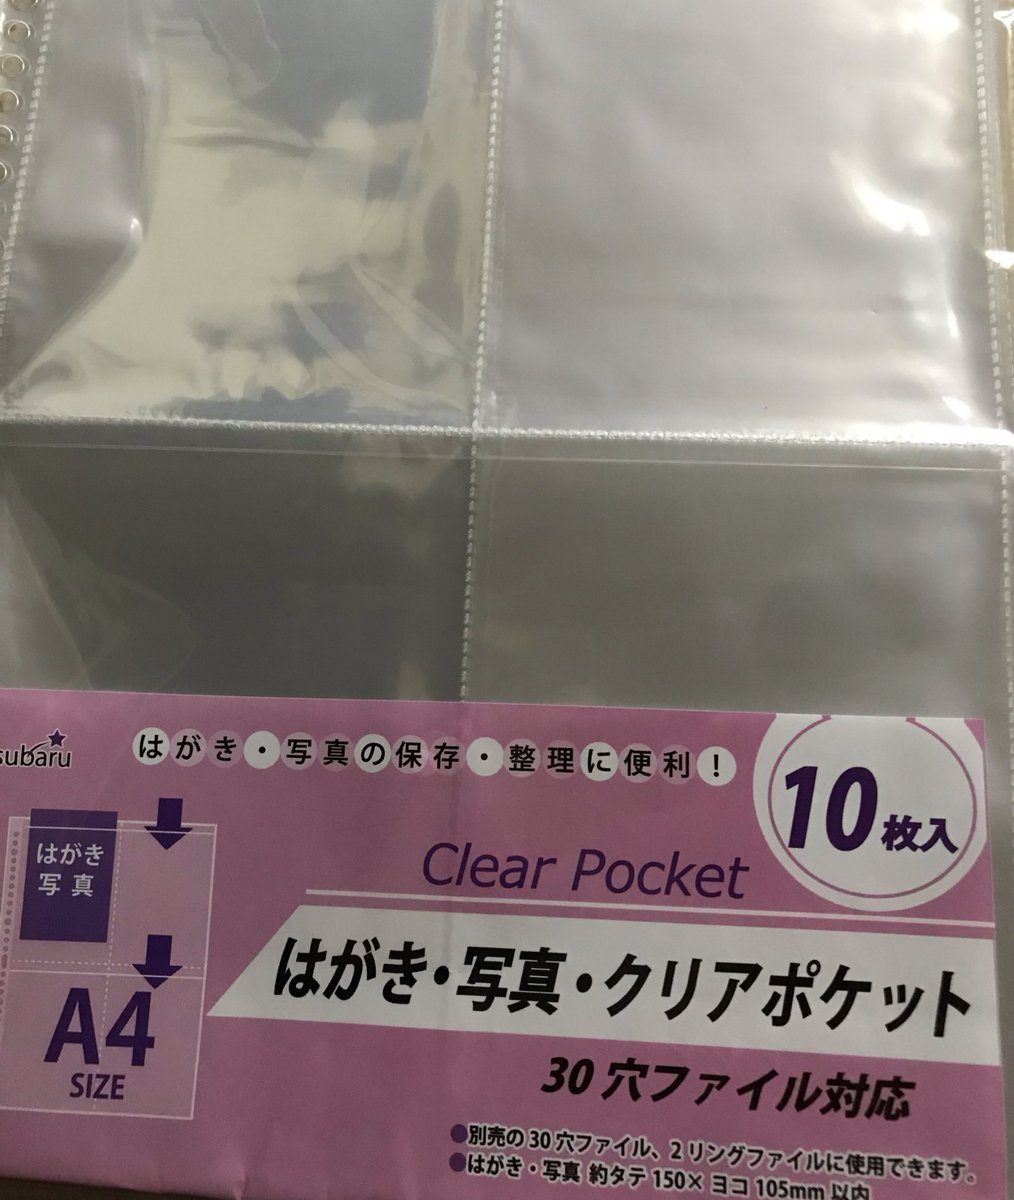 subaru
はがき・写真の保存・整理に便利！
10枚入
はがき
写真
Clear Pocket
はがき・写真・クリアポケット
A4
SIZE
30穴ファイル対応
●別売の30穴ファイル、2リングファイルに使用できます。
●はがき・写真 約タテ150×ヨコ105mm以内